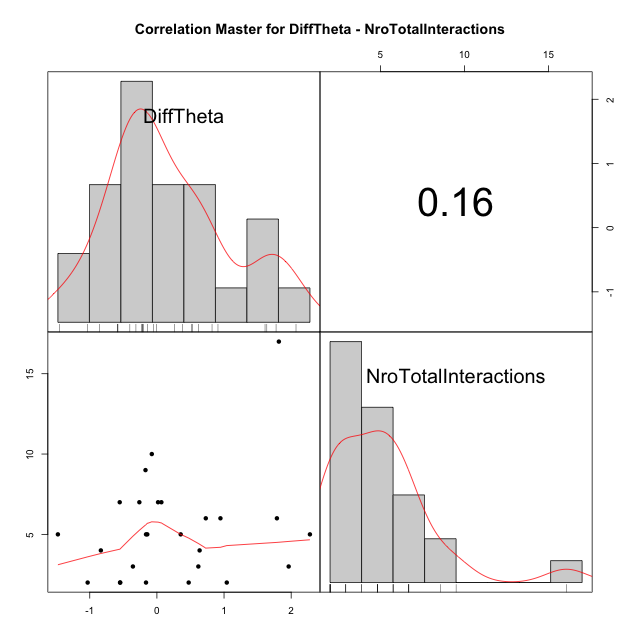 Correlation Master for DiffTheta - NroTotalInteractions
5 10 15
DiffTheta
0.16
2
1
0
-1
NroTotalInteractions
15
10
5
-1 0 1 2